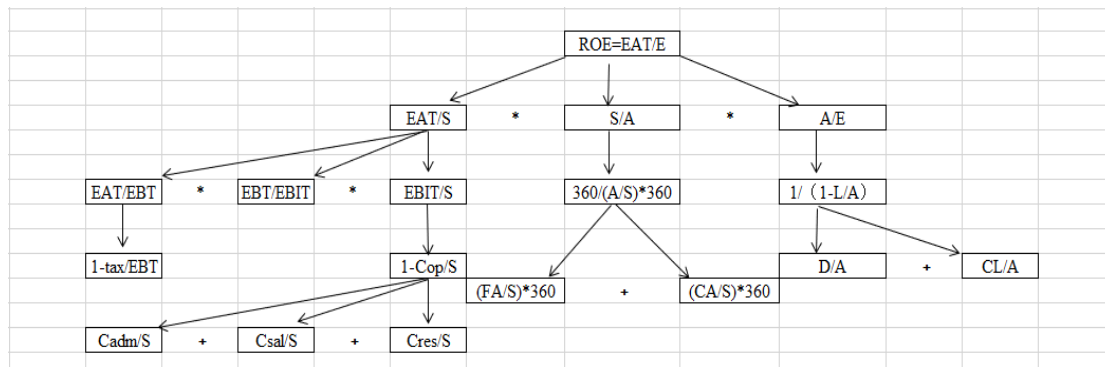 ROE=EAT/E
EAT/S * S/A * A/E
EAT/EBT * EBT/EBIT * EBIT/S 360/(A/S)*360 1/（1-L/A）
1-tax/EBT 1-Cop/S D/A + CL/A
(FA/S)*360 + (CA/S)*360
Cadm/S + Csal/S + Cres/S